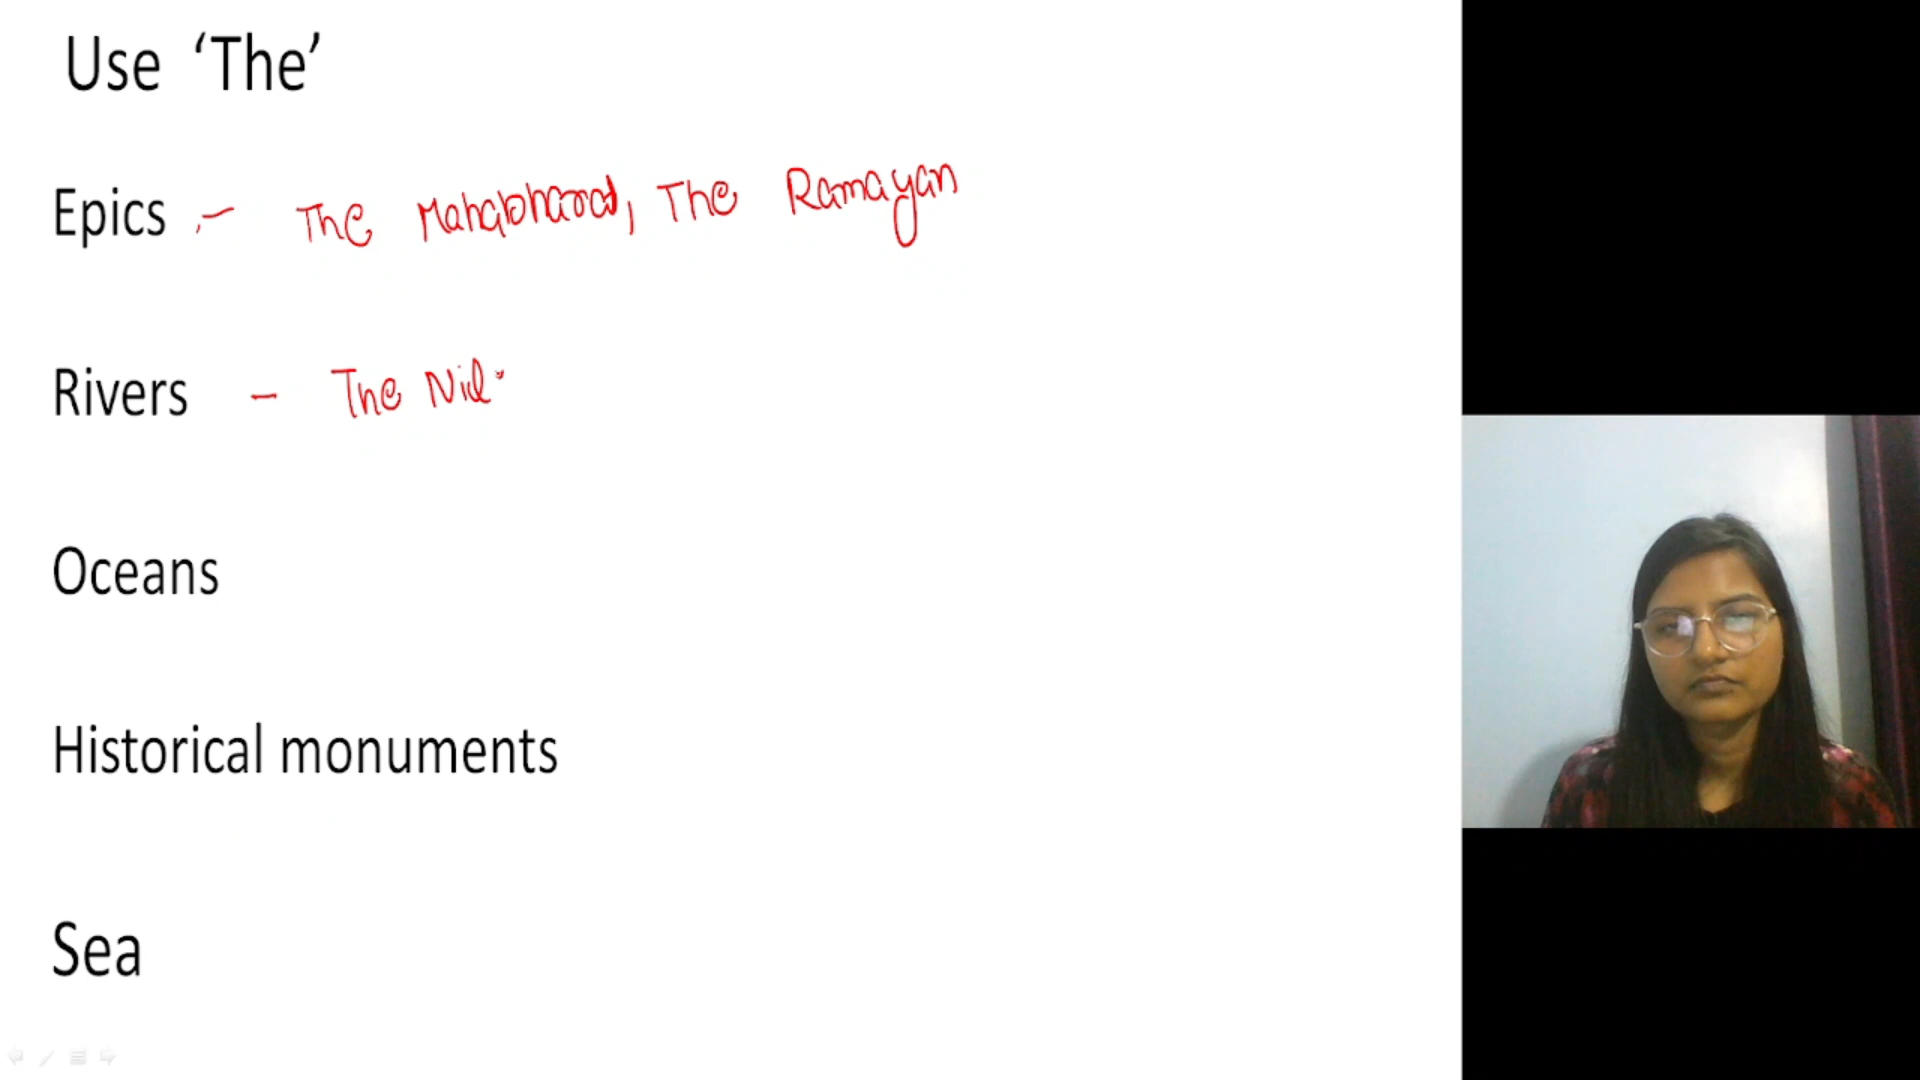 Use ‘The’
Epics :- The Mahabharat, The Ramayan
Rivers - The Nile
Oceans
Historical monuments
Sea